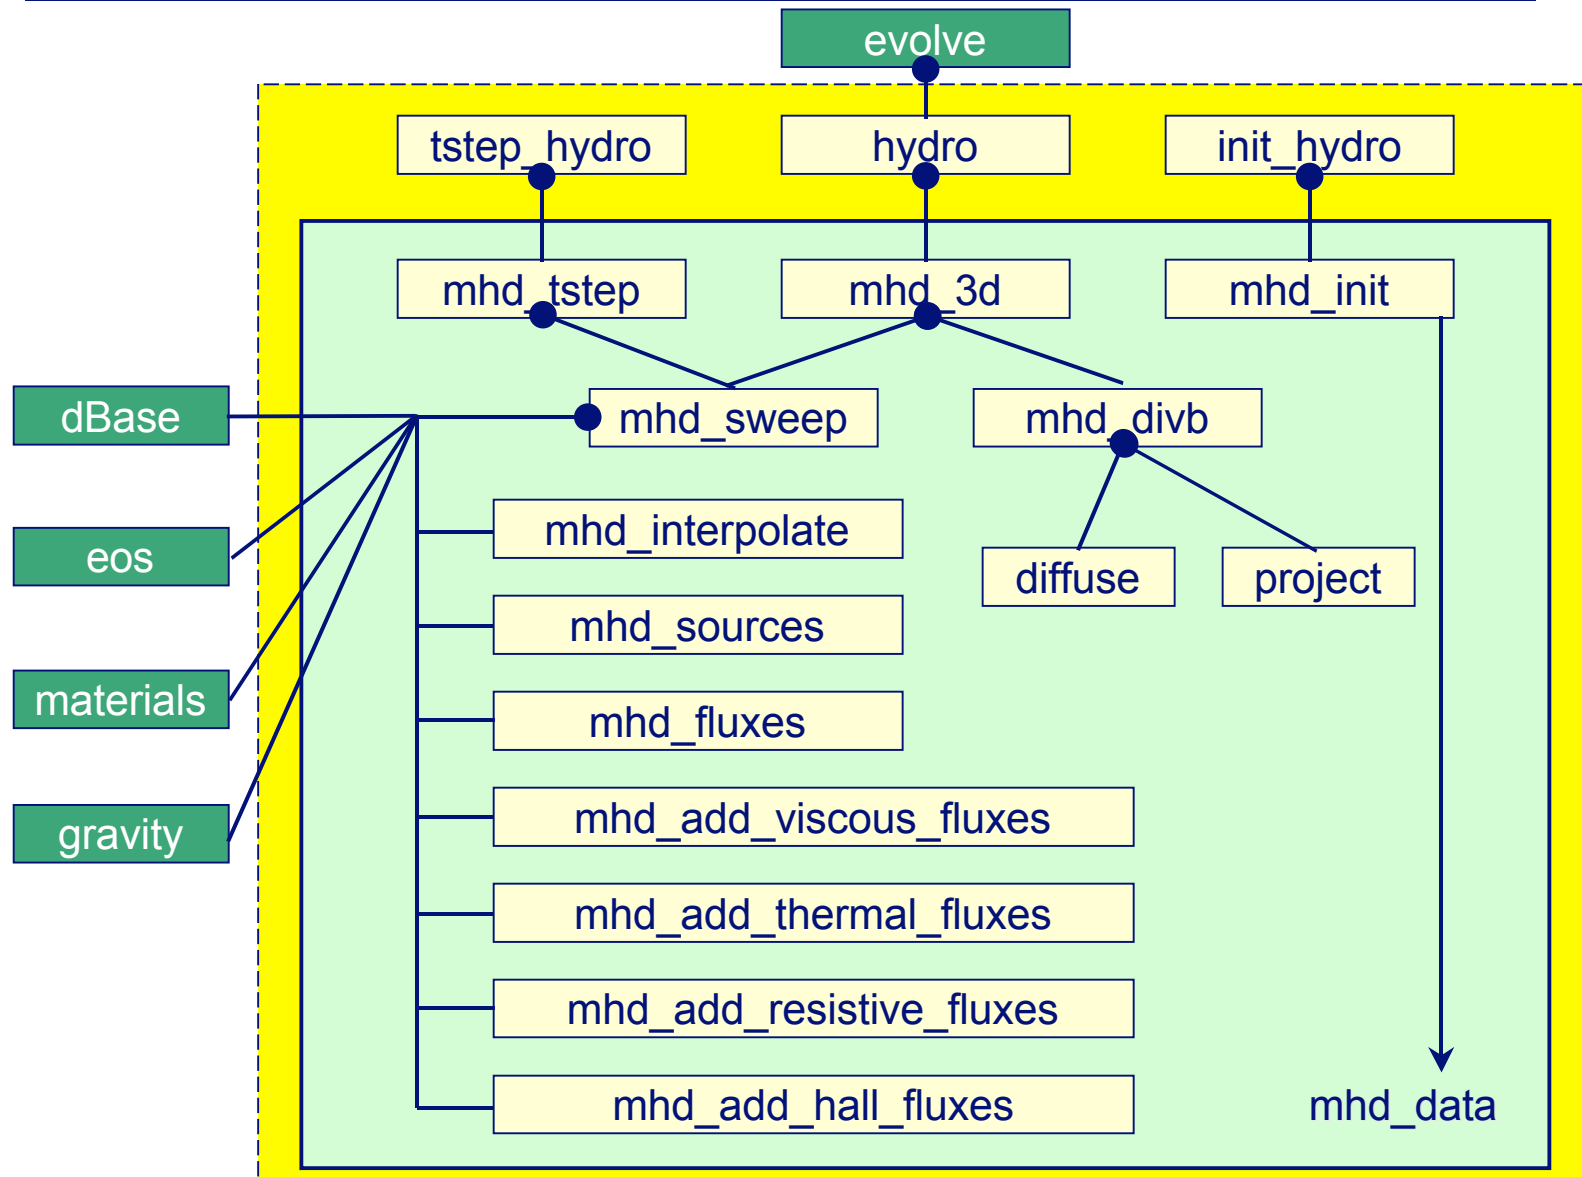 evolve
tstep_hydro
hydro
init_hydro
mhd_tstep
mhd_3d
mhd_init
dBase
mhd_sweep
mhd_divb
eos
mhd_interpolate
diffuse
project
mhd_sources
materials
mhd_fluxes
gravity
mhd_add_viscous_fluxes
mhd_add_thermal_fluxes
mhd_add_resistive_fluxes
mhd_add_hall_fluxes
mhd_data